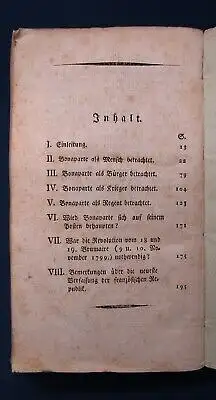 Inhalt.
S.
I. Einleitung. 13
II. Bonaparte als Mensch betrachtet. 22
III. Bonaparte als Bürger betrachtet. 79
IV. Bonaparte als Krieger betrachtet. 104
V. Bonaparte als Regent betrachtet. 123
VI. Wird Bonaparte sich auf seinem
Posten behaupten? 171
VII. War die Revolution vom 18 und
19. Brumaire (9 u. 10. No-
vember 1799.) nothwendig? 175
VIII. Bemerkungen über die neueste
Verfassung der französischen Re-
publik. 195